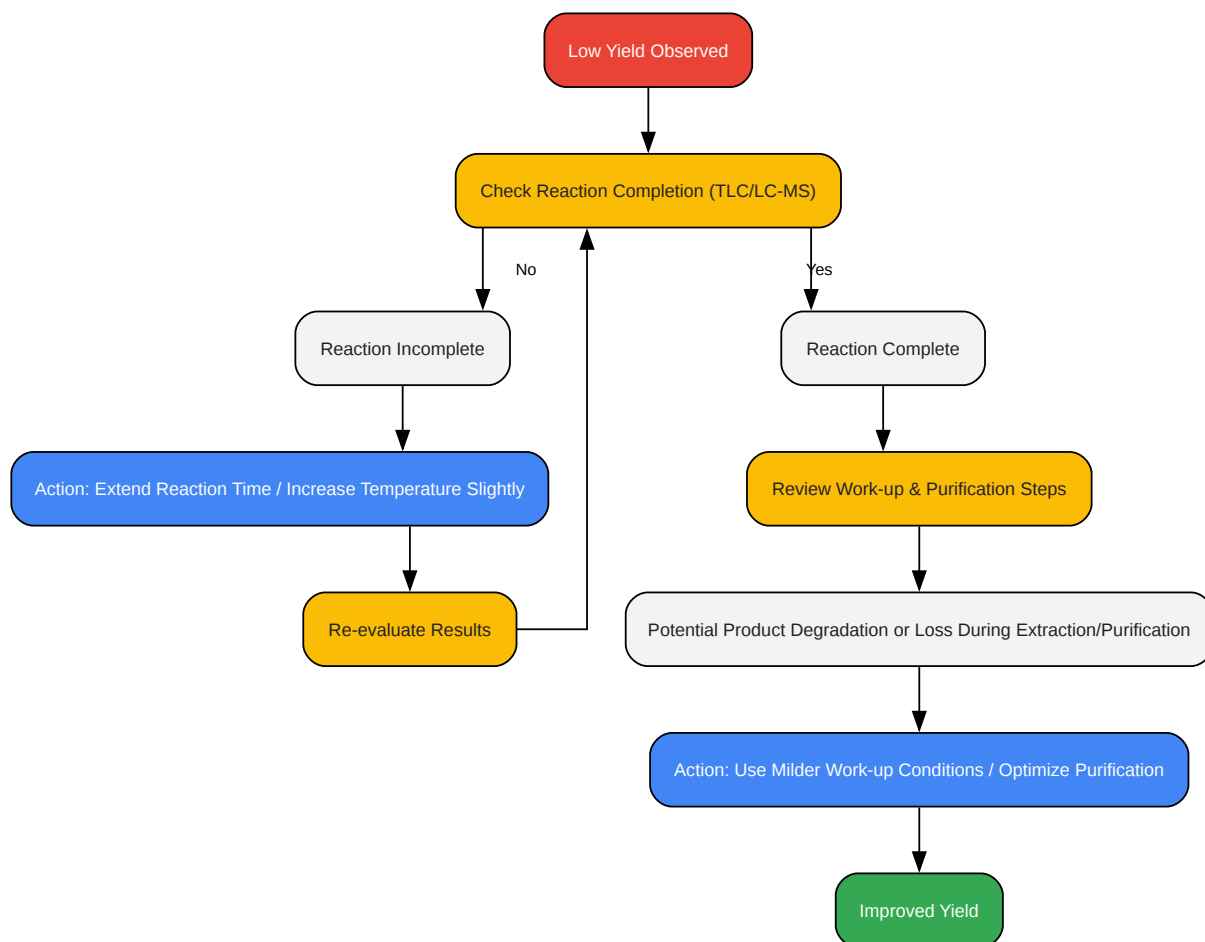 Low Yield Observed
Check Reaction Completion (TLC/LC-MS)
No
Yes
Reaction Incomplete
Reaction Complete
Action: Extend Reaction Time / Increase Temperature Slightly
Review Work-up & Purification Steps
Re-evaluate Results
Potential Product Degradation or Loss During Extraction/Purification
Action: Use Milder Work-up Conditions / Optimize Purification
Improved Yield